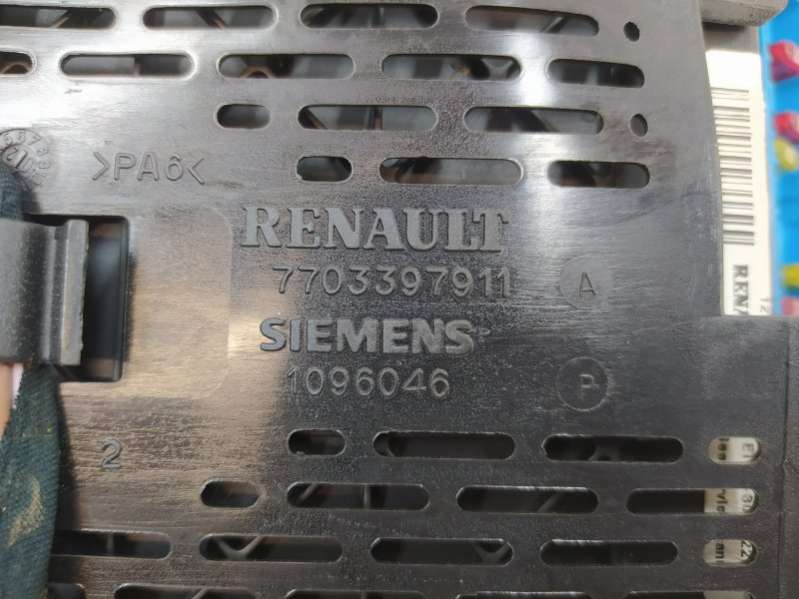 >PA6<
RENAULT
7703397911 A
SIEMENS
1096046 P
2